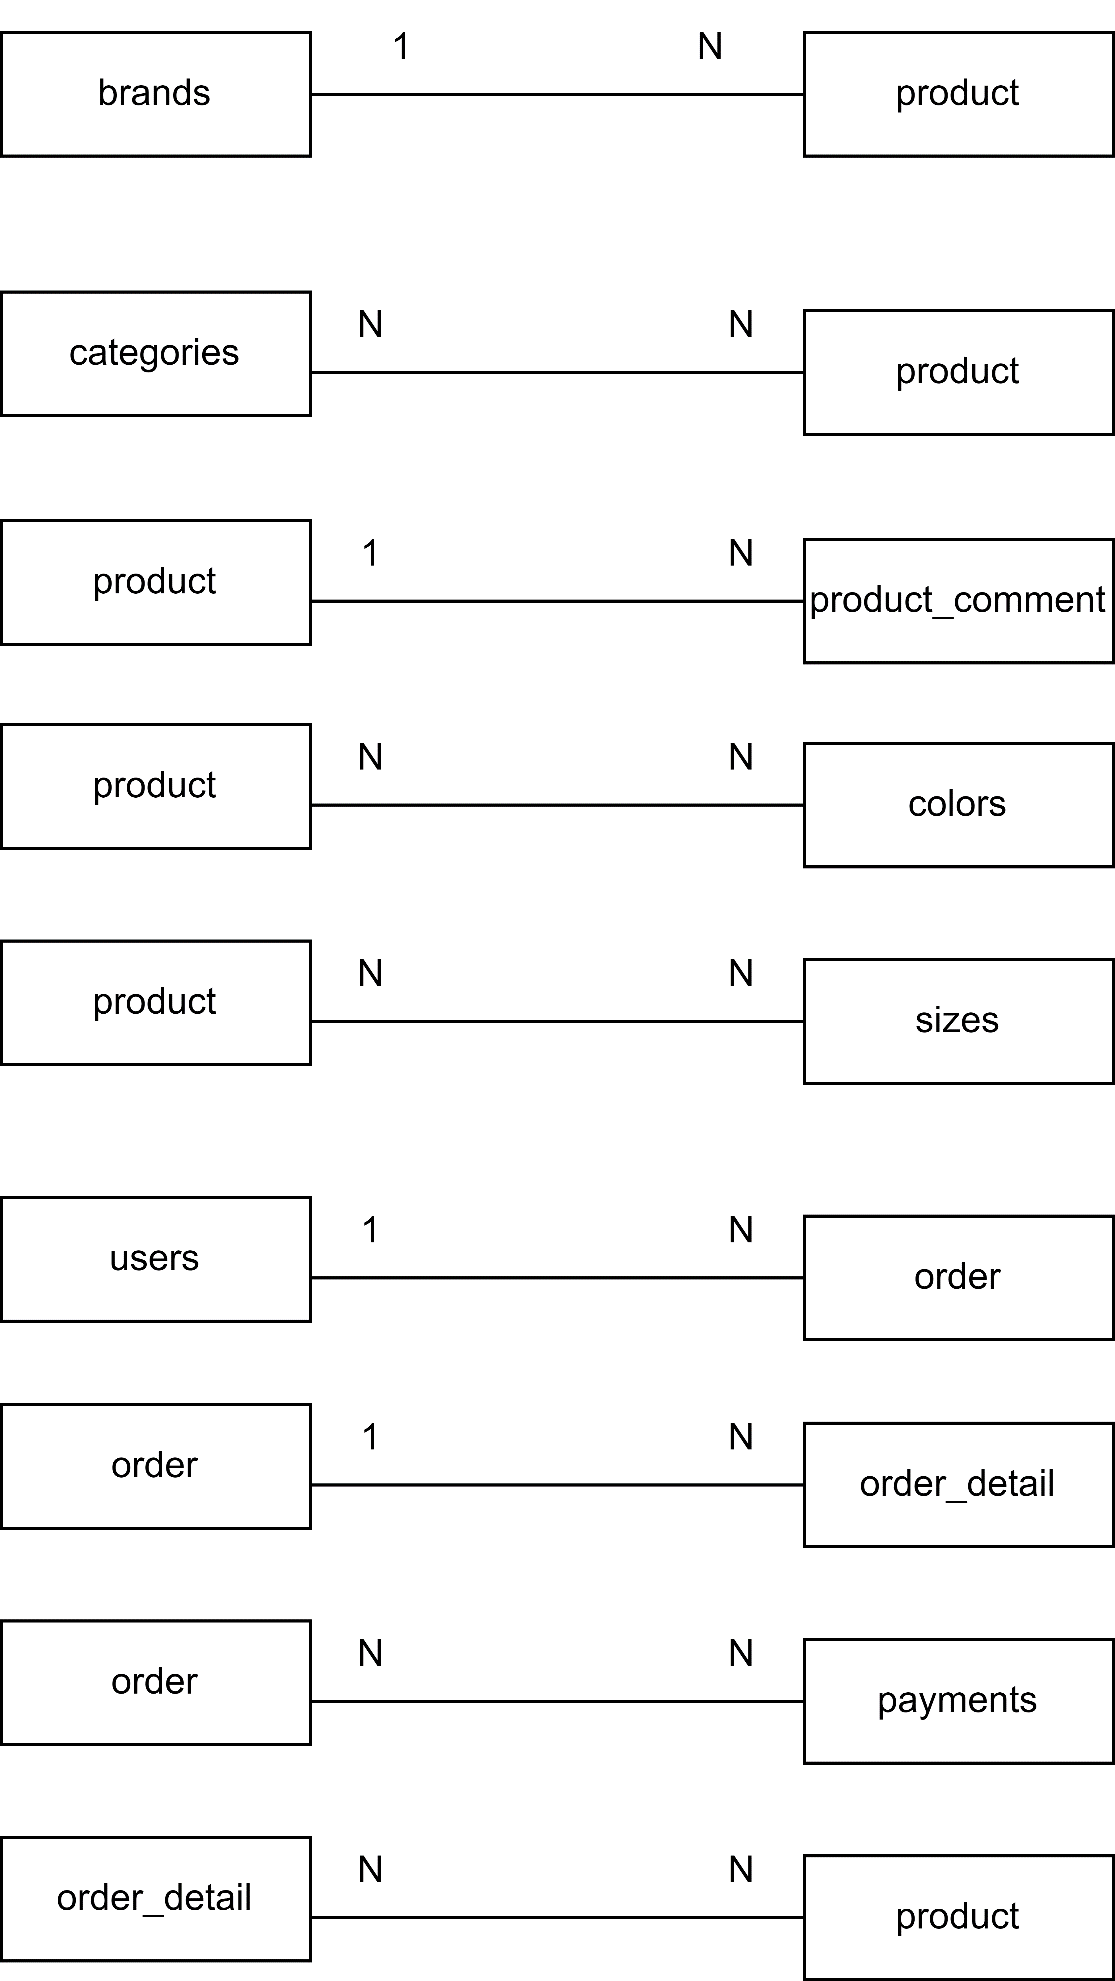 1 N
brands product
N N
categories product
1 N
product product_comment
N N
product colors
N N
product sizes
1 N
users order
1 N
order order_detail
N N
order payments
N N
order_detail product